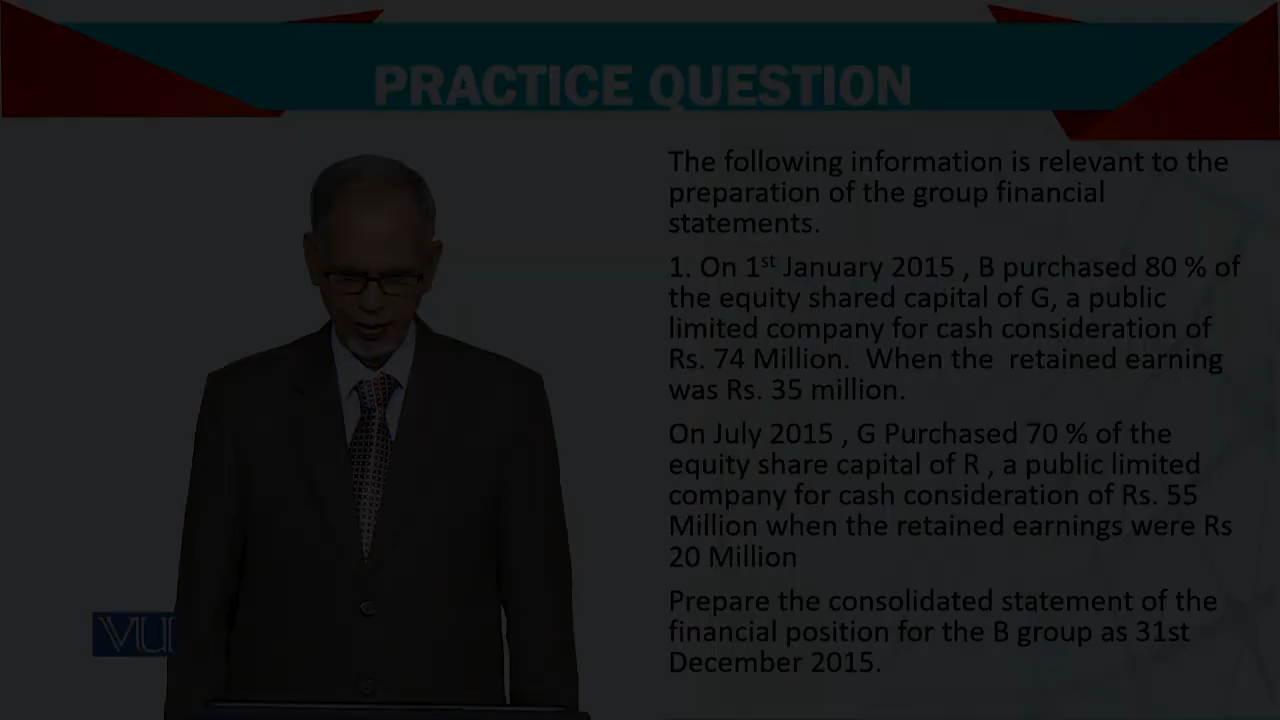 PRACTICE QUESTION
The following information is relevant to the
preparation of the group financial
statements.
1. On 1st January 2015 , B purchased 80 % of
the equity shared capital of G, a public
limited company for cash consideration of
Rs. 74 Million. When the retained earning
was Rs. 35 million.
On July 2015 , G Purchased 70 % of the
equity share capital of R , a public limited
company for cash consideration of Rs. 55
Million when the retained earnings were Rs
20 Million
Prepare the consolidated statement of the
financial position for the B group as 31st
December 2015.